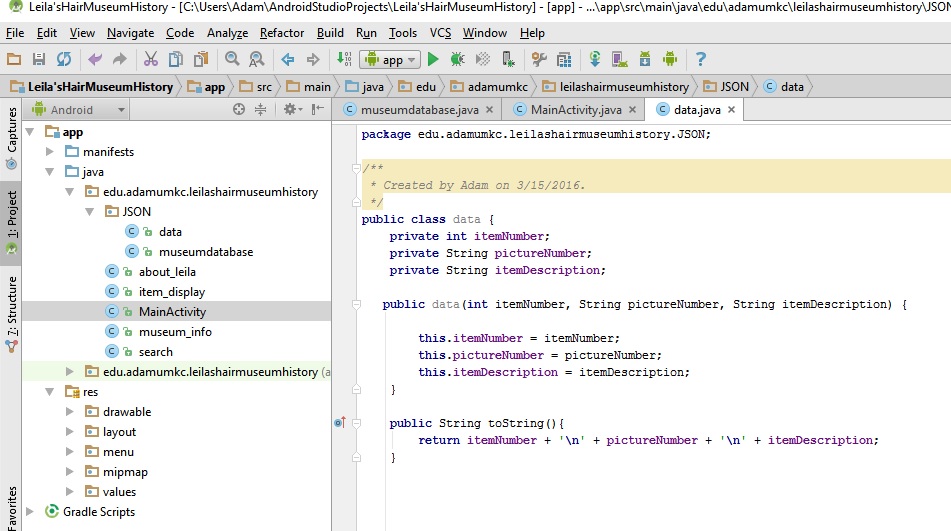 Leila'sHairMuseumHistory - [C:\Users\Adam\AndroidStudioProjects\Leila'sHairMuseumHistory] - [app] - ...\app\src\main\java\edu\adamumkc\leilashairmuseumhistory\JSON
File Edit View Navigate Code Analyze Refactor Build Run Tools VCS Window Help
app
Leila'sHairMuseumHistory app src main java edu adamumkc leilashairmuseumhistory JSON data
Captures
1: Project
7: Structure
Favorites
Android
app
manifests
java
edu.adamumkc.leilashairmuseumhistory
JSON
data
museumdatabase
about_leila
item_display
MainActivity
museum_info
search
edu.adamumkc.leilashairmuseumhistory (a
res
drawable
layout
menu
mipmap
values
Gradle Scripts
museumdatabase.java MainActivity.java data.java
package edu.adamumkc.leilashairmuseumhistory.JSON;
/**
* Created by Adam on 3/15/2016.
*/
public class data {
private int itemNumber;
private String pictureNumber;
private String itemDescription;
public data(int itemNumber, String pictureNumber, String itemDescription) {
this.itemNumber = itemNumber;
this.pictureNumber = pictureNumber;
this.itemDescription = itemDescription;
}
public String toString(){
return itemNumber + '\n' + pictureNumber + '\n' + itemDescription;
}